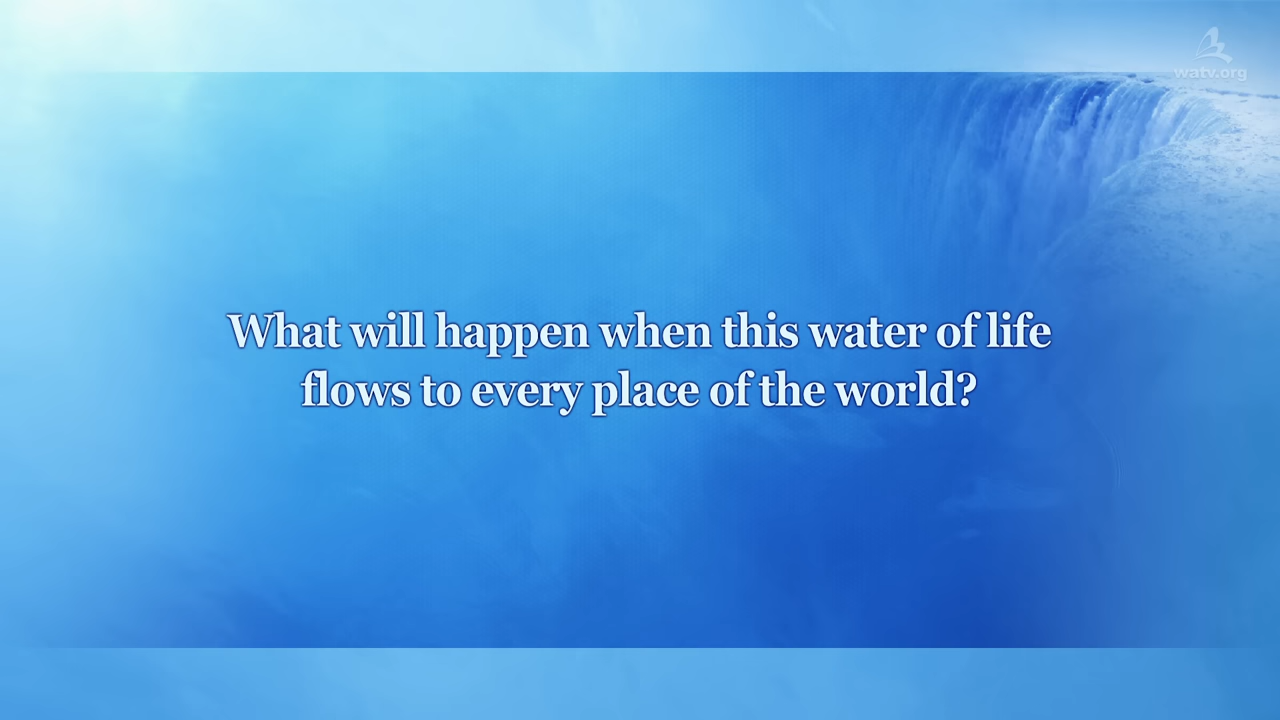 watv.org
What will happen when this water of life
flows to every place of the world?